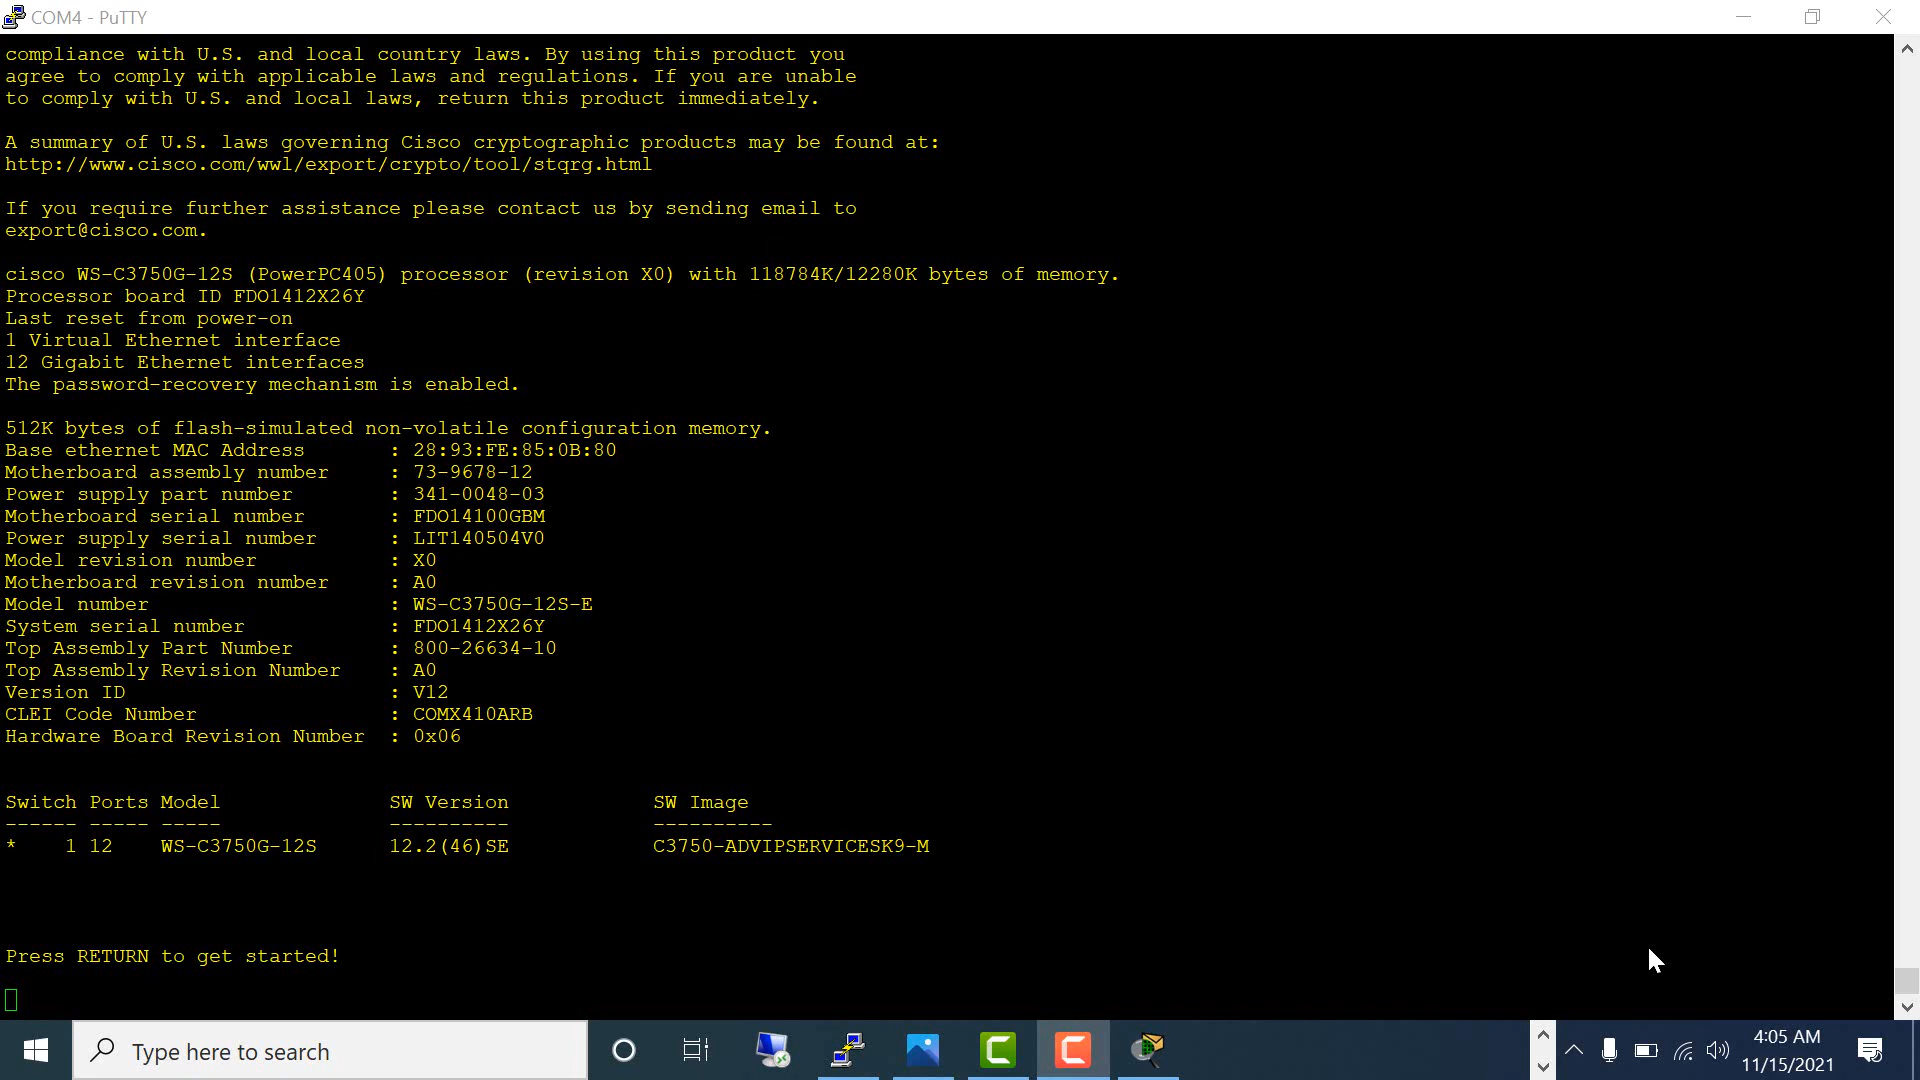 COM4 - PuTTY
compliance with U.S. and local country laws. By using this product you
agree to comply with applicable laws and regulations. If you are unable
to comply with U.S. and local laws, return this product immediately.
A summary of U.S. laws governing Cisco cryptographic products may be found at:
http://www.cisco.com/wwl/export/crypto/tool/stqrg.html
If you require further assistance please contact us by sending email to
export@cisco.com.
cisco WS-C3750G-12S (PowerPC405) processor (revision X0) with 118784K/12280K bytes of memory.
Processor board ID FDO1412X26Y
Last reset from power-on
1 Virtual Ethernet interface
12 Gigabit Ethernet interfaces
The password-recovery mechanism is enabled.
512K bytes of flash-simulated non-volatile configuration memory.
Base ethernet MAC Address       : 28:93:FE:85:0B:80
Motherboard assembly number     : 73-9678-12
Power supply part number        : 341-0048-03
Motherboard serial number       : FDO14100GBM
Power supply serial number      : LIT140504V0
Model revision number           : X0
Motherboard revision number     : A0
Model number                    : WS-C3750G-12S-E
System serial number            : FDO1412X26Y
Top Assembly Part Number        : 800-26634-10
Top Assembly Revision Number    : A0
Version ID                      : V12
CLEI Code Number                : COMX410ARB
Hardware Board Revision Number  : 0x06
Switch Ports Model              SW Version            SW Image
------ ----- -----              ----------            ----------
*    1 12    WS-C3750G-12S      12.2(46)SE            C3750-ADVIPSERVICESK9-M
Press RETURN to get started!
Type here to search
4:05 AM
11/15/2021